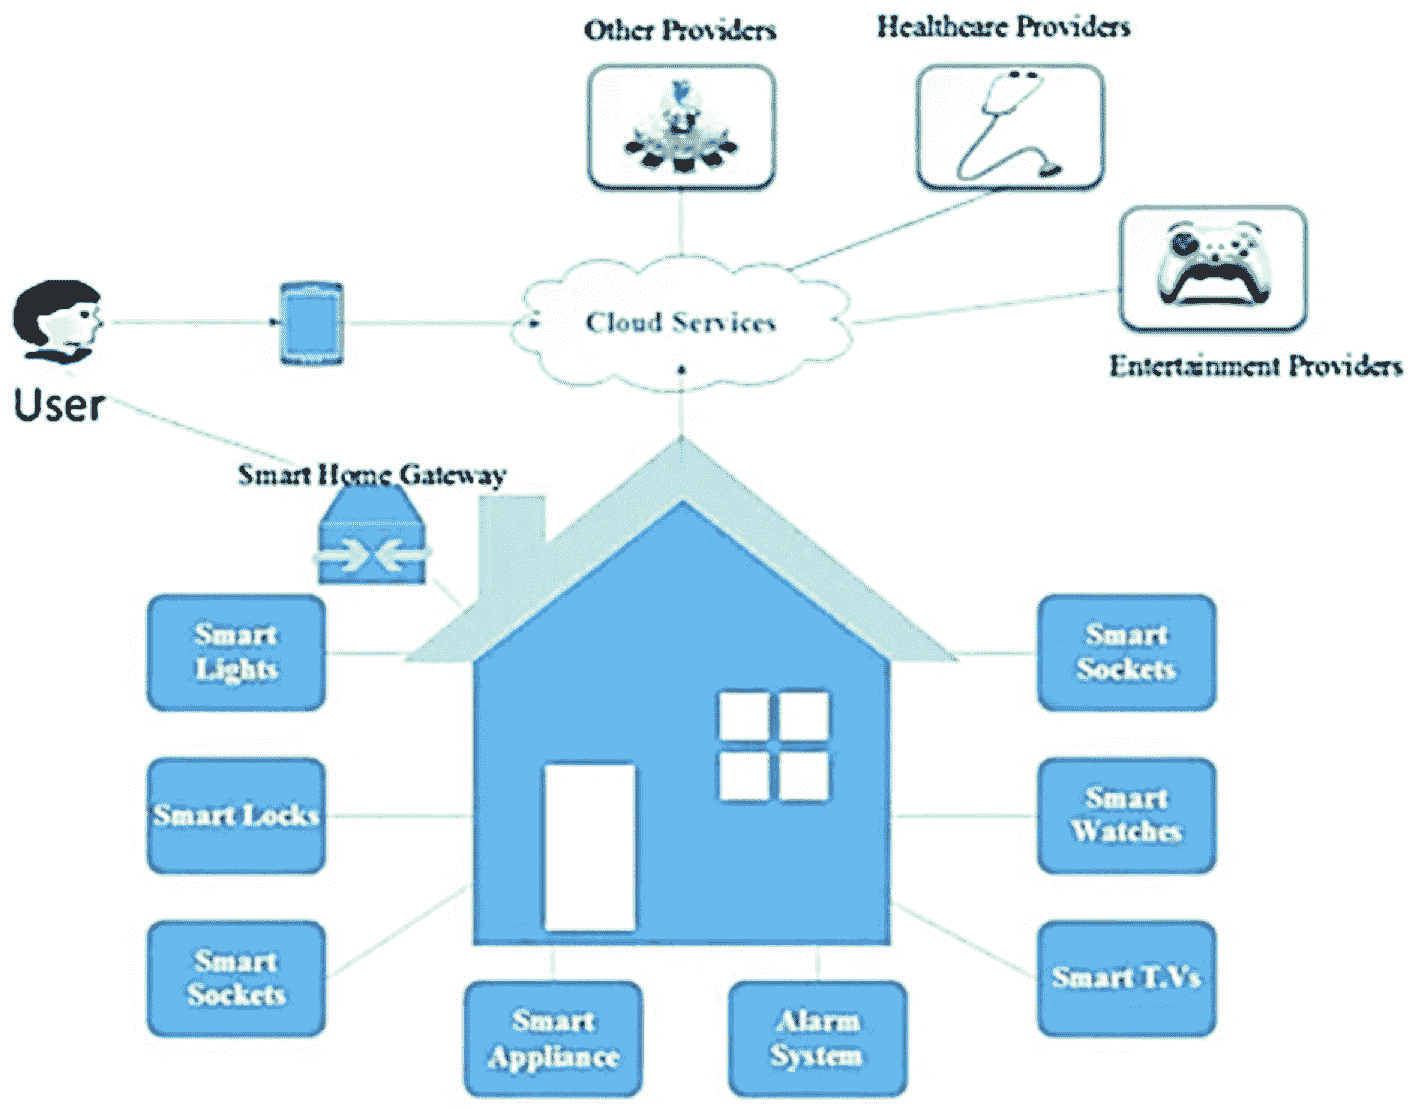 Other Providers
Healthcare Providers
Cloud Services
Entertainment Providers
User
Smart Home Gateway
Smart
Lights
Smart
Sockets
Smart Locks
Smart
Watches
Smart
Sockets
Smart T.Vs
Smart
Appliance
Alarm
System